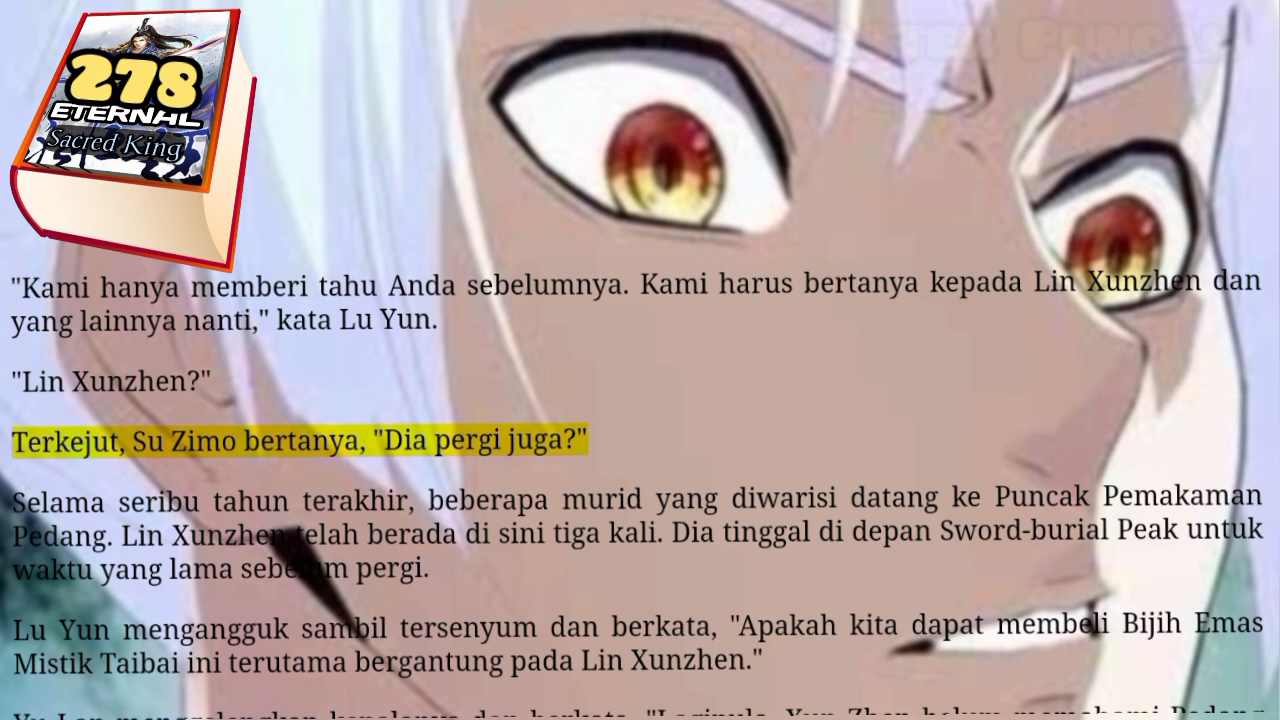 278
ETERNAL
Sacred King
"Kami hanya memberi tahu Anda sebelumnya. Kami harus bertanya kepada Lin Xunzhen dan
yang lainnya nanti," kata Lu Yun.
"Lin Xunzhen?"
Terkejut, Su Zimo bertanya, "Dia pergi juga?"
Selama seribu tahun terakhir, beberapa murid yang diwarisi datang ke Puncak Pemakaman
Pedang. Lin Xunzhen telah berada di sini tiga kali. Dia tinggal di depan Sword-burial Peak untuk
waktu yang lama sebelum pergi.
Lu Yun mengangguk sambil tersenyum dan berkata, "Apakah kita dapat membeli Bijih Emas
Mistik Taibai ini terutama bergantung pada Lin Xunzhen."